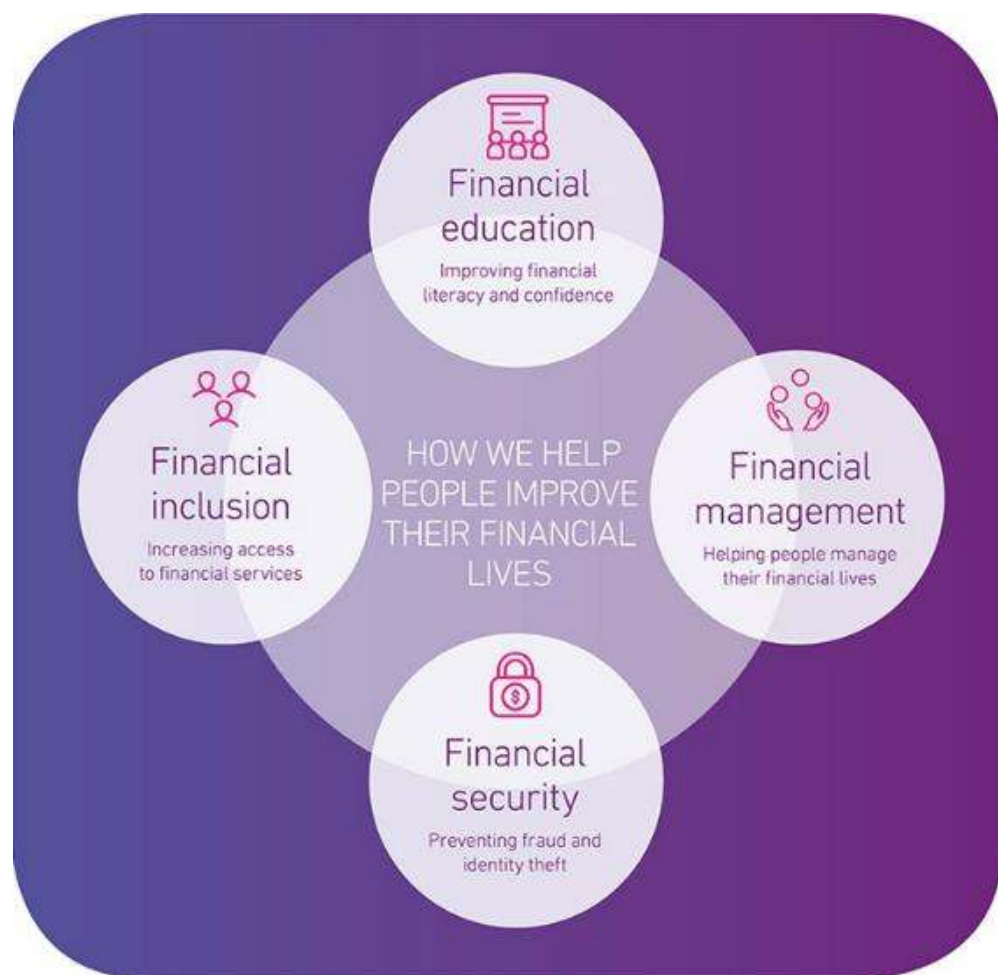 Financial
education
Improving financial
literacy and confidence
Financial
inclusion
Increasing access
to financial services
HOW WE HELP
PEOPLE IMPROVE
THEIR FINANCIAL
LIVES
Financial
management
Helping people manage
their financial lives
$
Financial
security
Preventing fraud and
identity theft